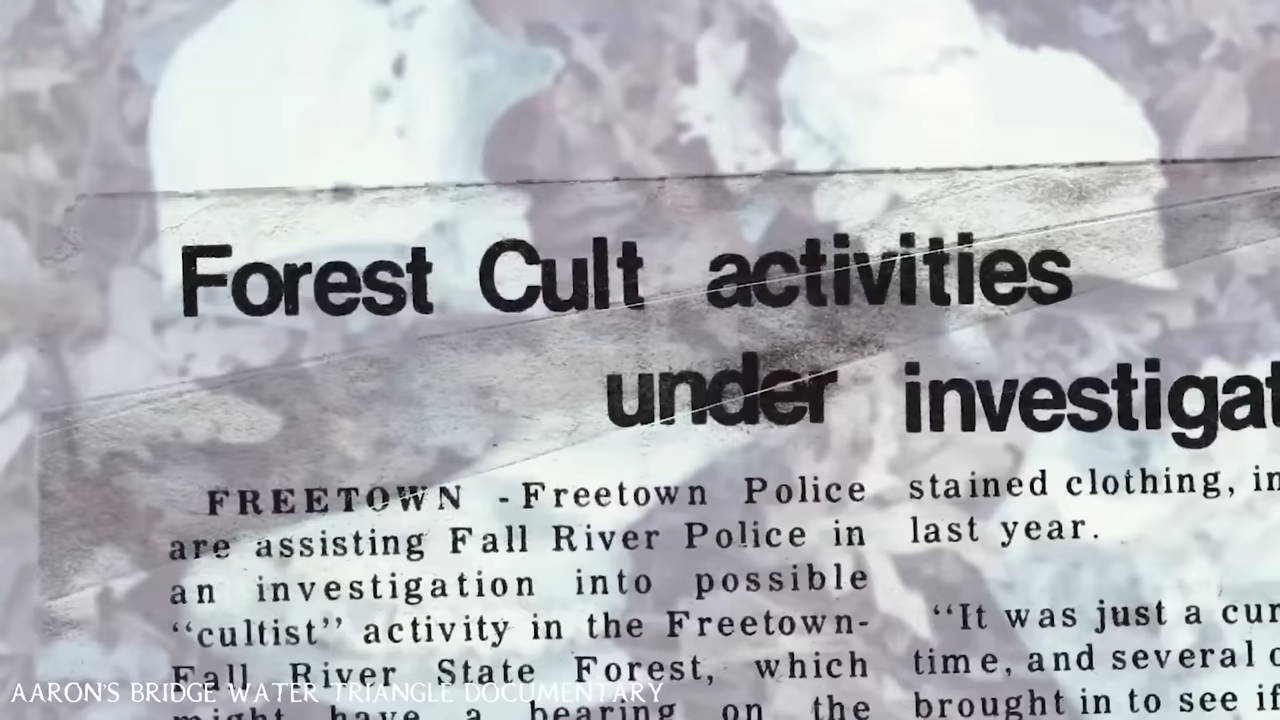 Forest Cult activities
under investigat
FREETOWN - Freetown Police
are assisting Fall River Police in
an investigation into possible
“cultist” activity in the Freetown-
Fall River State Forest, which
might have a bearing on the
stained clothing, in
last year.
“It was just a cur
time, and several c
brought in to see if
AARON'S BRIDGE WATER TRIANGLE DOCUMENTARY